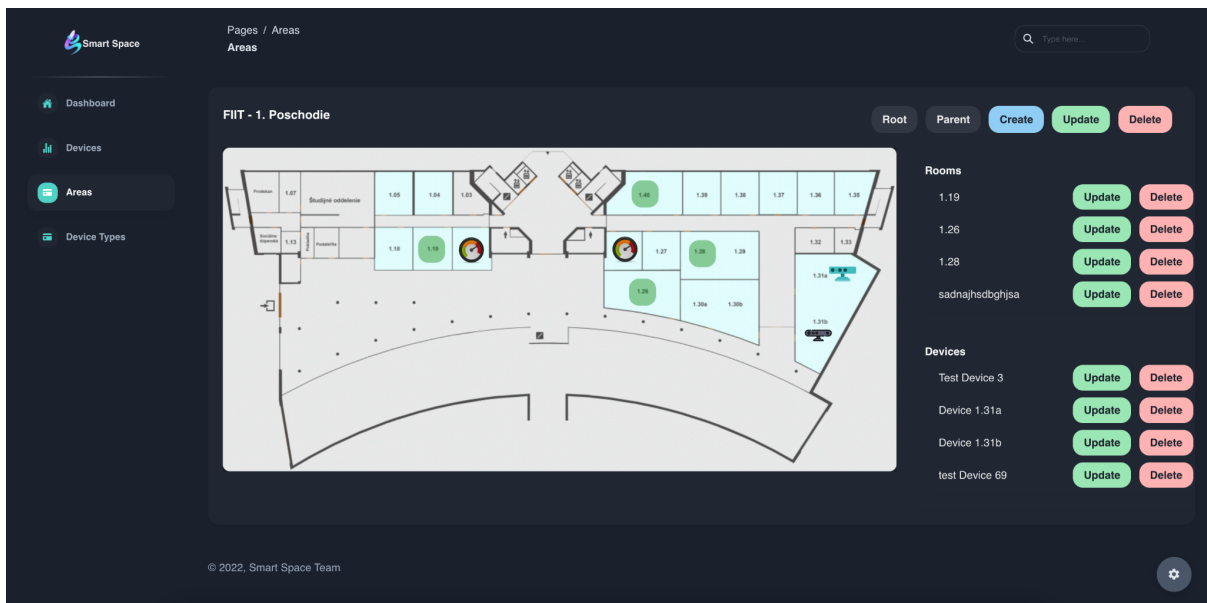 Smart Space
Pages / Areas
Areas
Type here...
Dashboard
Devices
Areas
Device Types
FIIT - 1. Poschodie
Root Parent Create Update Delete
Prodekan 1.07 Študijné oddelenie 1.05 1.04 1.03 1.40 1.39 1.38 1.37 1.36 1.35
1.13 Pokladňa Podateľňa 1.18 1.19 1.27 1.28 1.29 1.32 1.33
1.31a
1.26
1.30a 1.30b
1.31b
Rooms
1.19 Update Delete
1.26 Update Delete
1.28 Update Delete
sadnajhsdbghjsa Update Delete
Devices
Test Device 3 Update Delete
Device 1.31a Update Delete
Device 1.31b Update Delete
test Device 69 Update Delete
© 2022, Smart Space Team